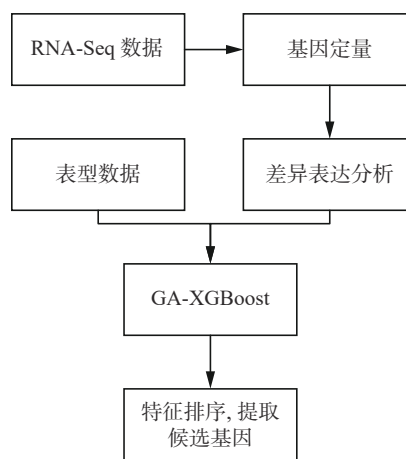 RNA-Seq 数据
基因定量
表型数据
差异表达分析
GA-XGBoost
特征排序, 提取
候选基因